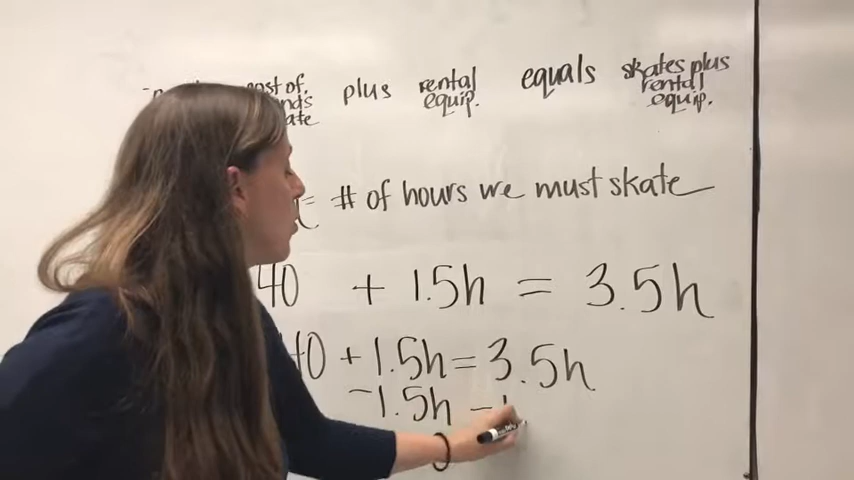 cost of plus rental equip. equals skates plus rental equip.
= # of hours we must skate
40 + 1.5h = 3.5h
40 + 1.5h = 3.5h
-1.5h -